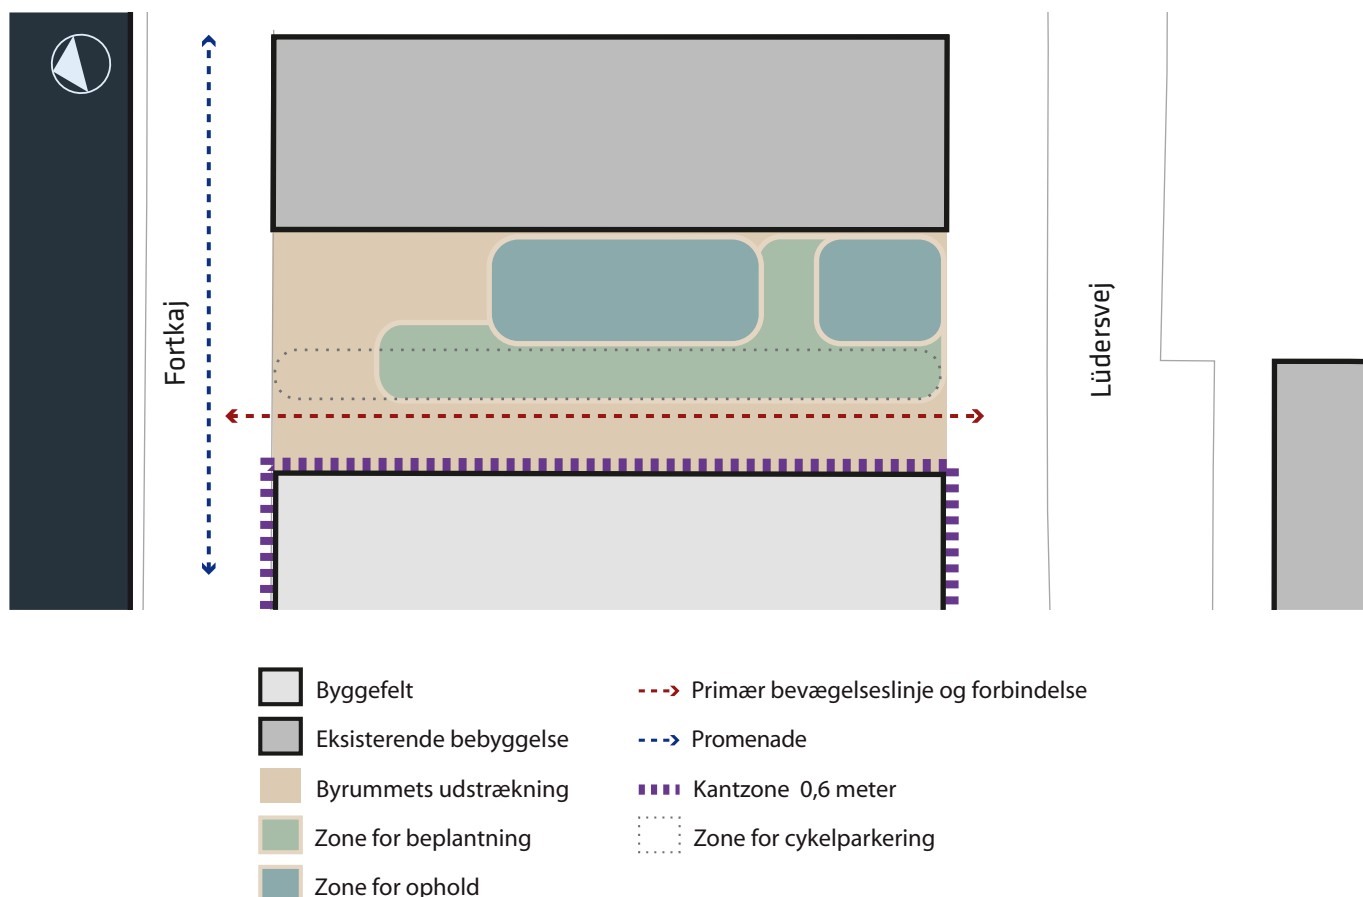 Fortkaj
Lüdersvej
Byggefelt
Eksisterende bebyggelse
Byrummets udstrækning
Zone for beplantning
Zone for ophold
Primær bevægelseslinje og forbindelse
Promenade
Kantzone 0,6 meter
Zone for cykelparkering